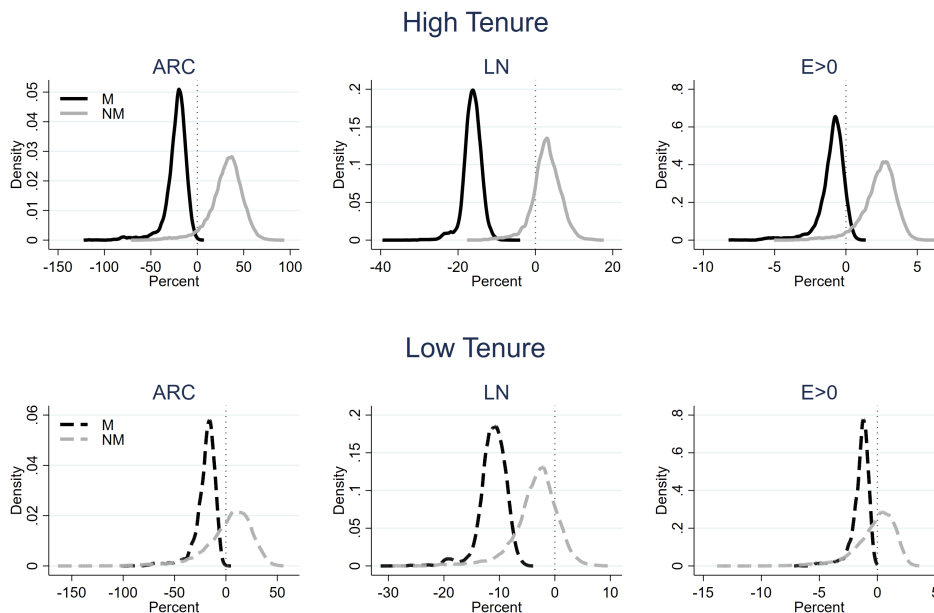 High Tenure
ARC
LN
E>0
Density
0 .01 .02 .03 .04 .05
M
NM
-150 -100 -50 0 50 100
Percent
Density
0 .05 .1 .15 .2
-40 -20 0 20
Percent
Density
0 .2 .4 .6 .8
-10 -5 0 5
Percent
Low Tenure
ARC
LN
E>0
Density
0 .02 .04 .06
M
NM
-150 -100 -50 0 50
Percent
Density
0 .05 .1 .15 .2
-30 -20 -10 0 10
Percent
Density
0 .2 .4 .6 .8
-15 -10 -5 0 5
Percent